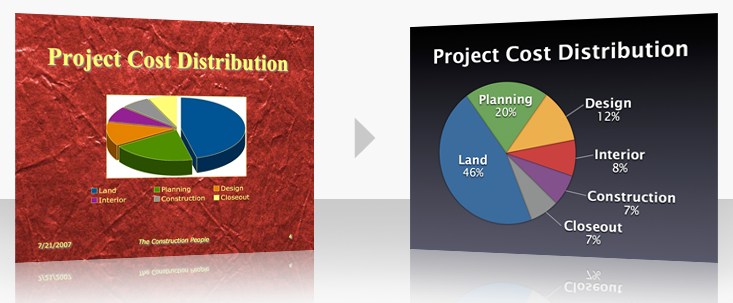 Project Cost Distribution
Land
Planning
Design
Interior
Construction
Closeout
7/21/2007
The Construction People
4
Project Cost Distribution
Planning
20%
Design
12%
Land
46%
Interior
8%
Construction
7%
Closeout
7%